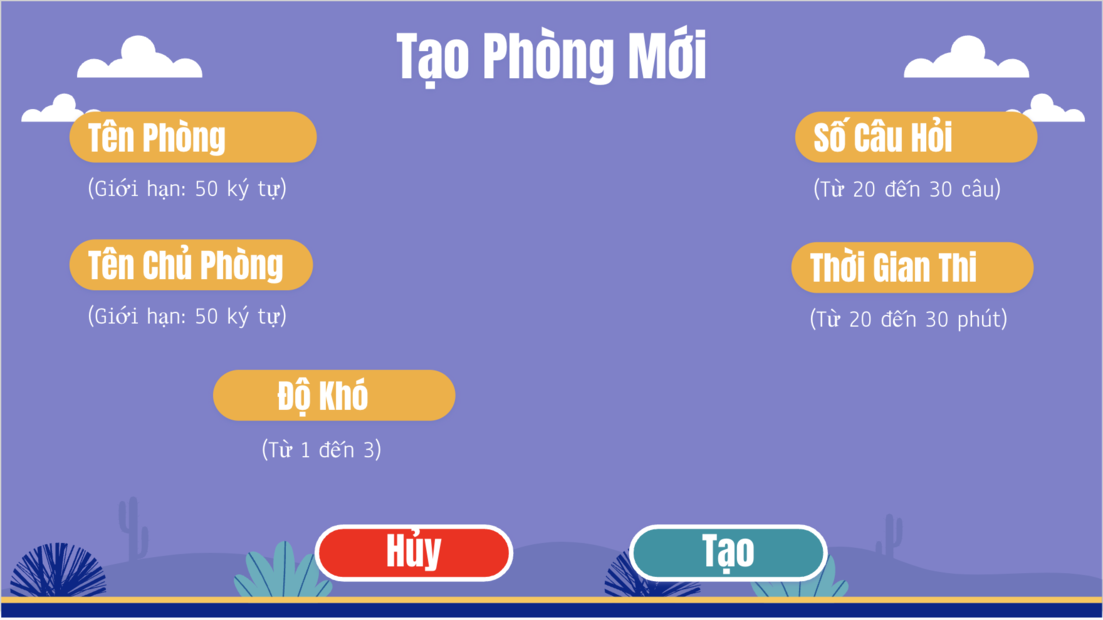 Tạo Phòng Mới
Tên Phòng
(Giới hạn: 50 ký tự)
Số Câu Hỏi
(Từ 20 đến 30 câu)
Tên Chủ Phòng
(Giới hạn: 50 ký tự)
Thời Gian Thi
(Từ 20 đến 30 phút)
Độ Khó
(Từ 1 đến 3)
Hủy
Tạo